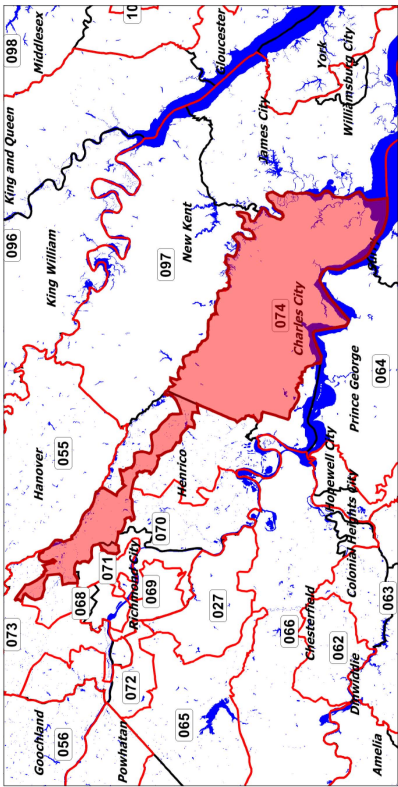 Goochland
056
073
Hanover
055
King William
096
King and Queen
098
Middlesex
10
Powhatan
072
068
071
Richmond City
069
070
Henrico
097
New Kent
Gloucester
James City
York
Williamsburg City
065
027
074
Charles City
066
Chesterfield
Hopewell City
Prince George
064
Amelia
Dinwiddie
062
Colonial Heights City
063